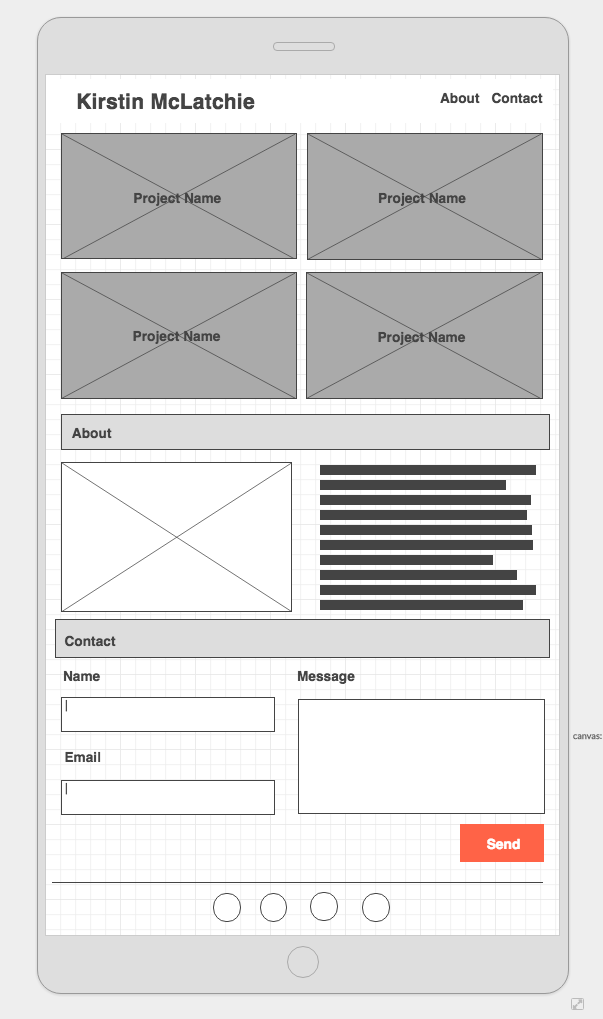 Kirstin McLatchie
About Contact
Project Name
Project Name
Project Name
Project Name
About
Contact
Name
Message
Email
canvas:
Send